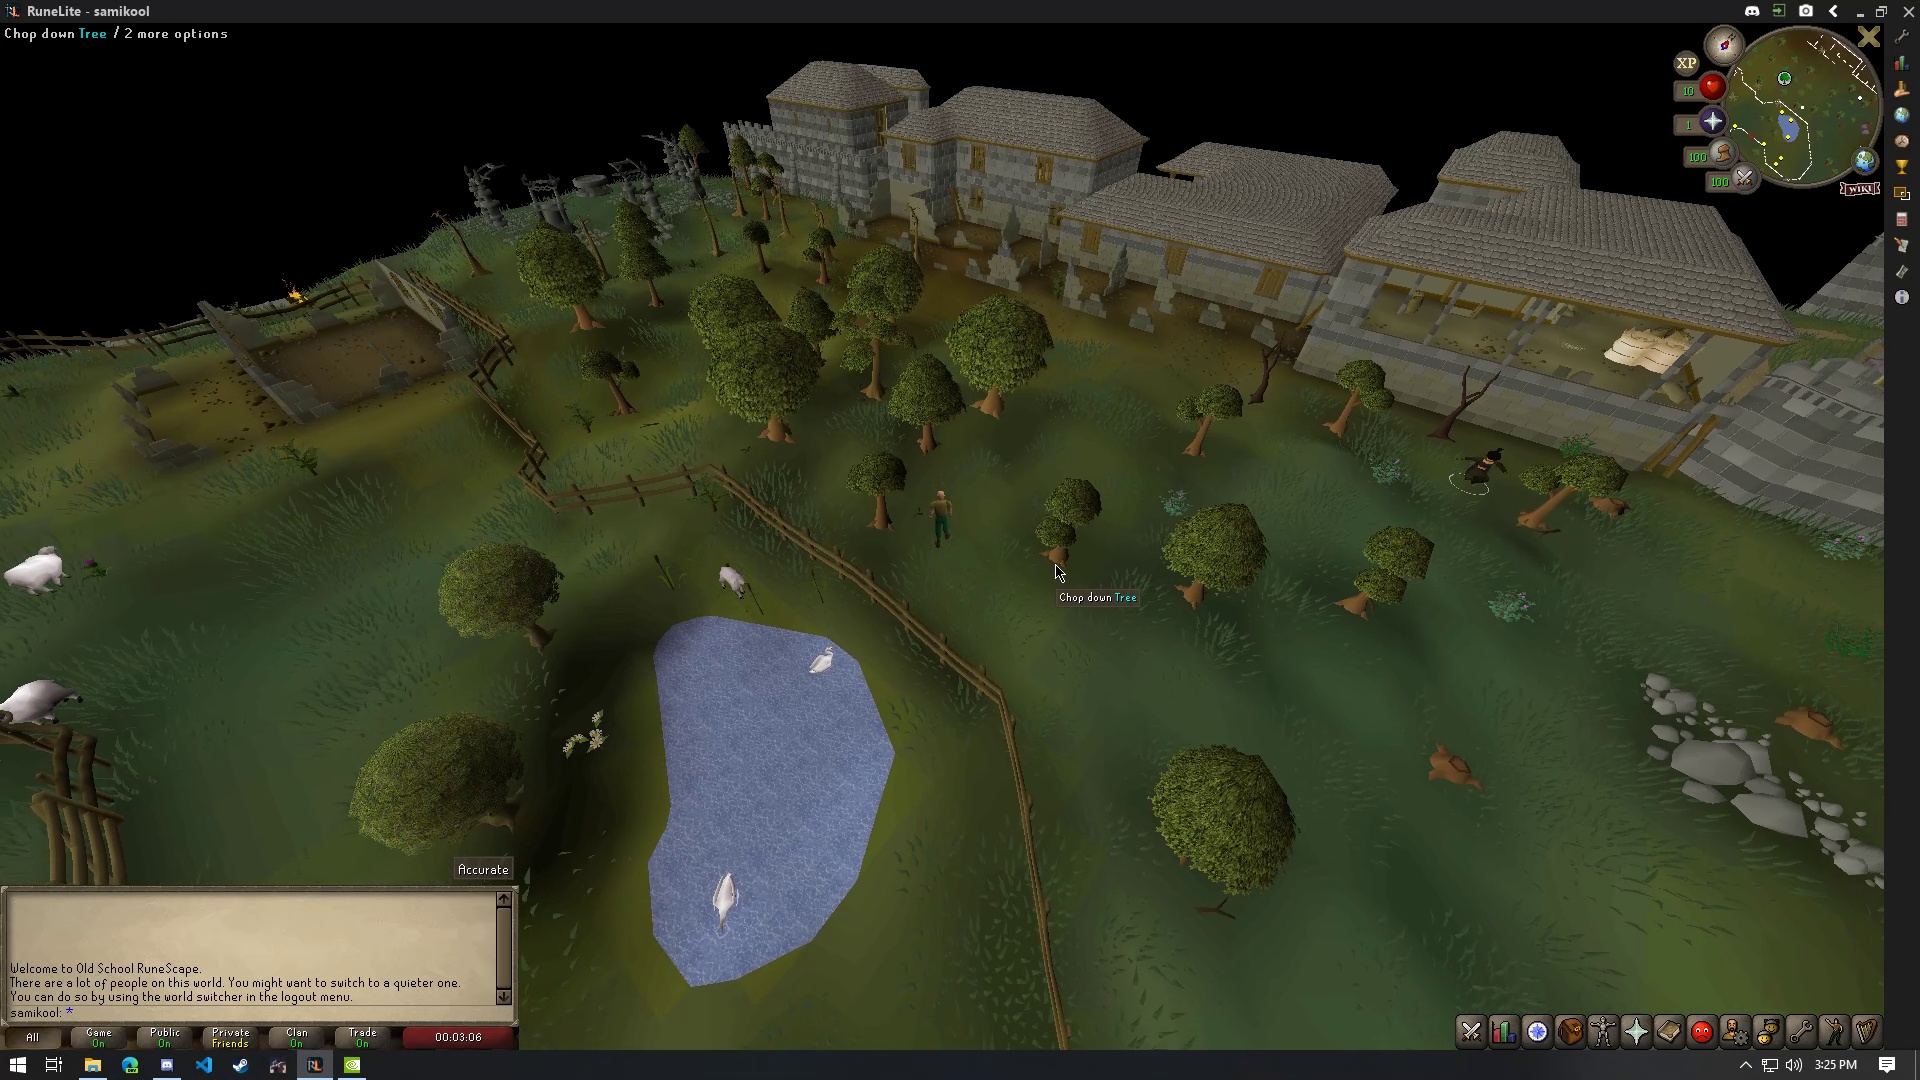 RuneLite - samikool
Chop down Tree / 2 more options
XP
10
1
100
100
WIKI
Chop down Tree
Accurate
Welcome to Old School RuneScape.
There are a lot of people on this world. You might want to switch to a quieter one.
You can do so by using the world switcher in the logout menu.
samikool: *
All
Game
On
Public
On
Private
Friends
Clan
On
Trade
On
00:03:06
3:25 PM